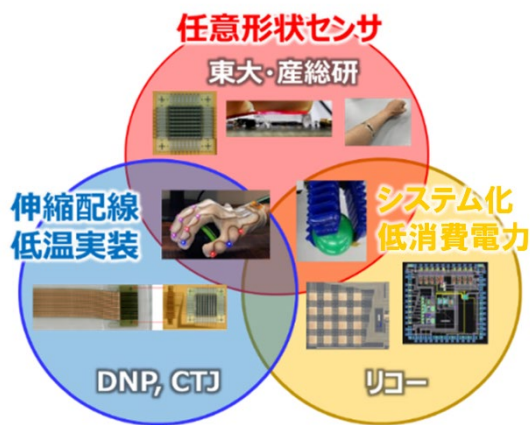 任意形状センサ
東大・産総研
伸縮配線
低温実装
システム化
低消費電力
DNP, CTJ
リコー